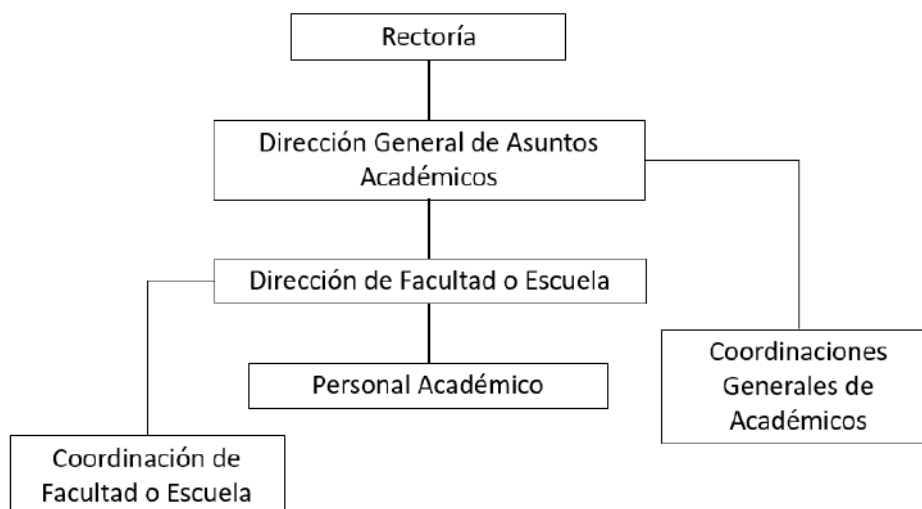 Rectoría
Dirección General de Asuntos
Académicos
Dirección de Facultad o Escuela
Coordinaciones
Generales de
Académicos
Personal Académico
Coordinación de
Facultad o Escuela